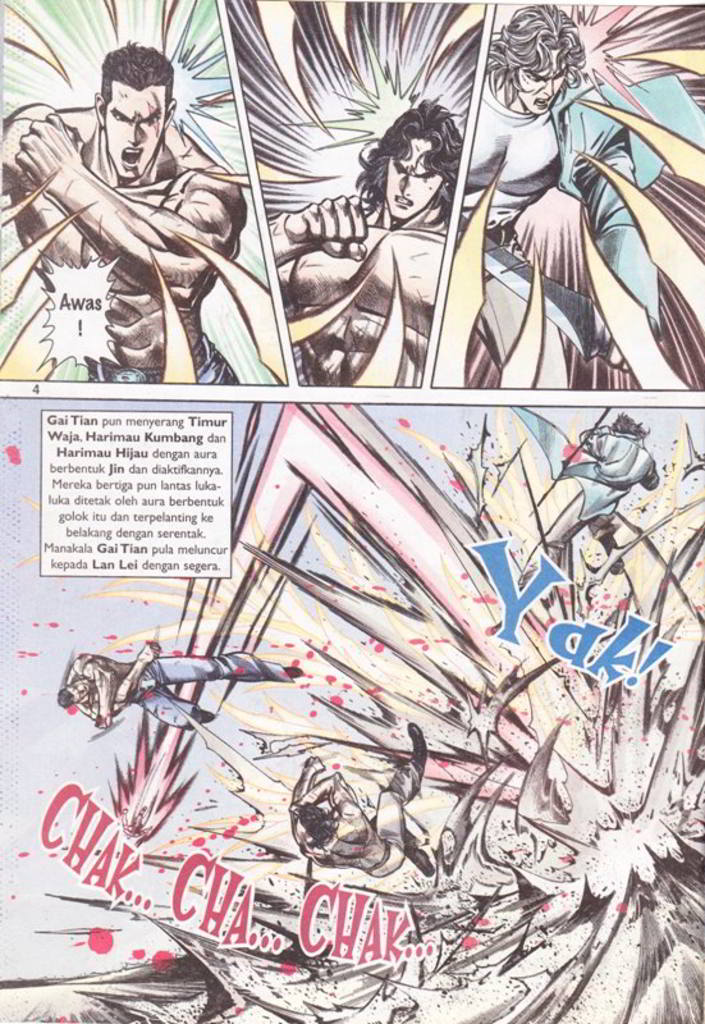 Awas
!
4
Gai Tian pun menyerang Timur
Waja, Harimau Kumbang dan
Harimau Hijau dengan aura
berbentuk Jin dan diaktifkannya.
Mereka bertiga pun lantas luka-
luka ditetak oleh aura berbentuk
golok itu dan terpelanting ke
belakang dengan serentak.
Manakala Gai Tian pula meluncur
kepada Lan Lei dengan segera.
Yak!
CHAK... CHA... CHAK...